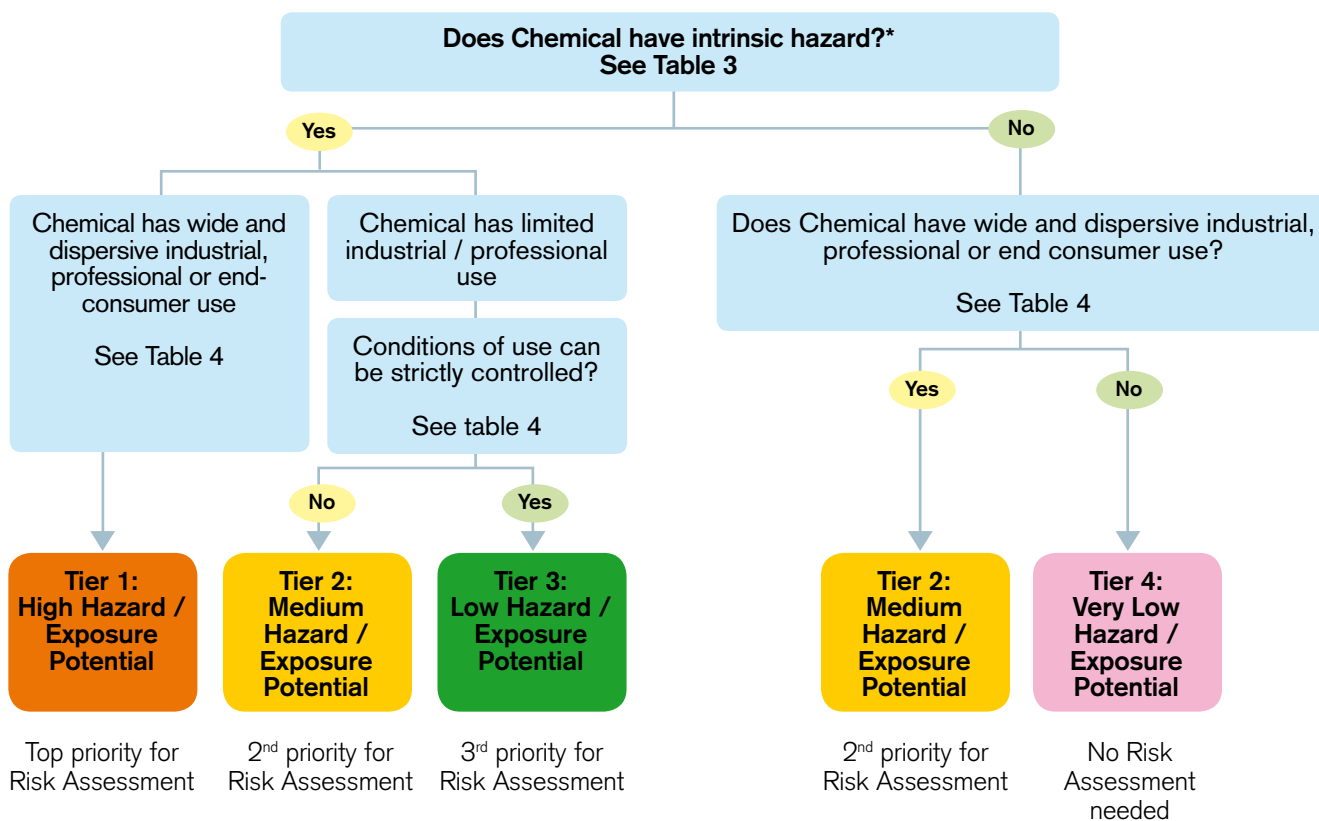 Does Chemical have intrinsic hazard?*
See Table 3
Yes
No
Chemical has wide and
dispersive industrial,
professional or end-
consumer use
See Table 4
Chemical has limited
industrial / professional
use
Conditions of use can
be strictly controlled?
See table 4
Does Chemical have wide and dispersive industrial,
professional or end consumer use?
See Table 4
No
Yes
Yes
No
Tier 1:
High Hazard /
Exposure
Potential
Tier 2:
Medium
Hazard /
Exposure
Potential
Tier 3:
Low Hazard /
Exposure
Potential
Tier 2:
Medium
Hazard /
Exposure
Potential
Tier 4:
Very Low
Hazard /
Exposure
Potential
Top priority for
Risk Assessment
2nd priority for
Risk Assessment
3rd priority for
Risk Assessment
2nd priority for
Risk Assessment
No Risk
Assessment
needed